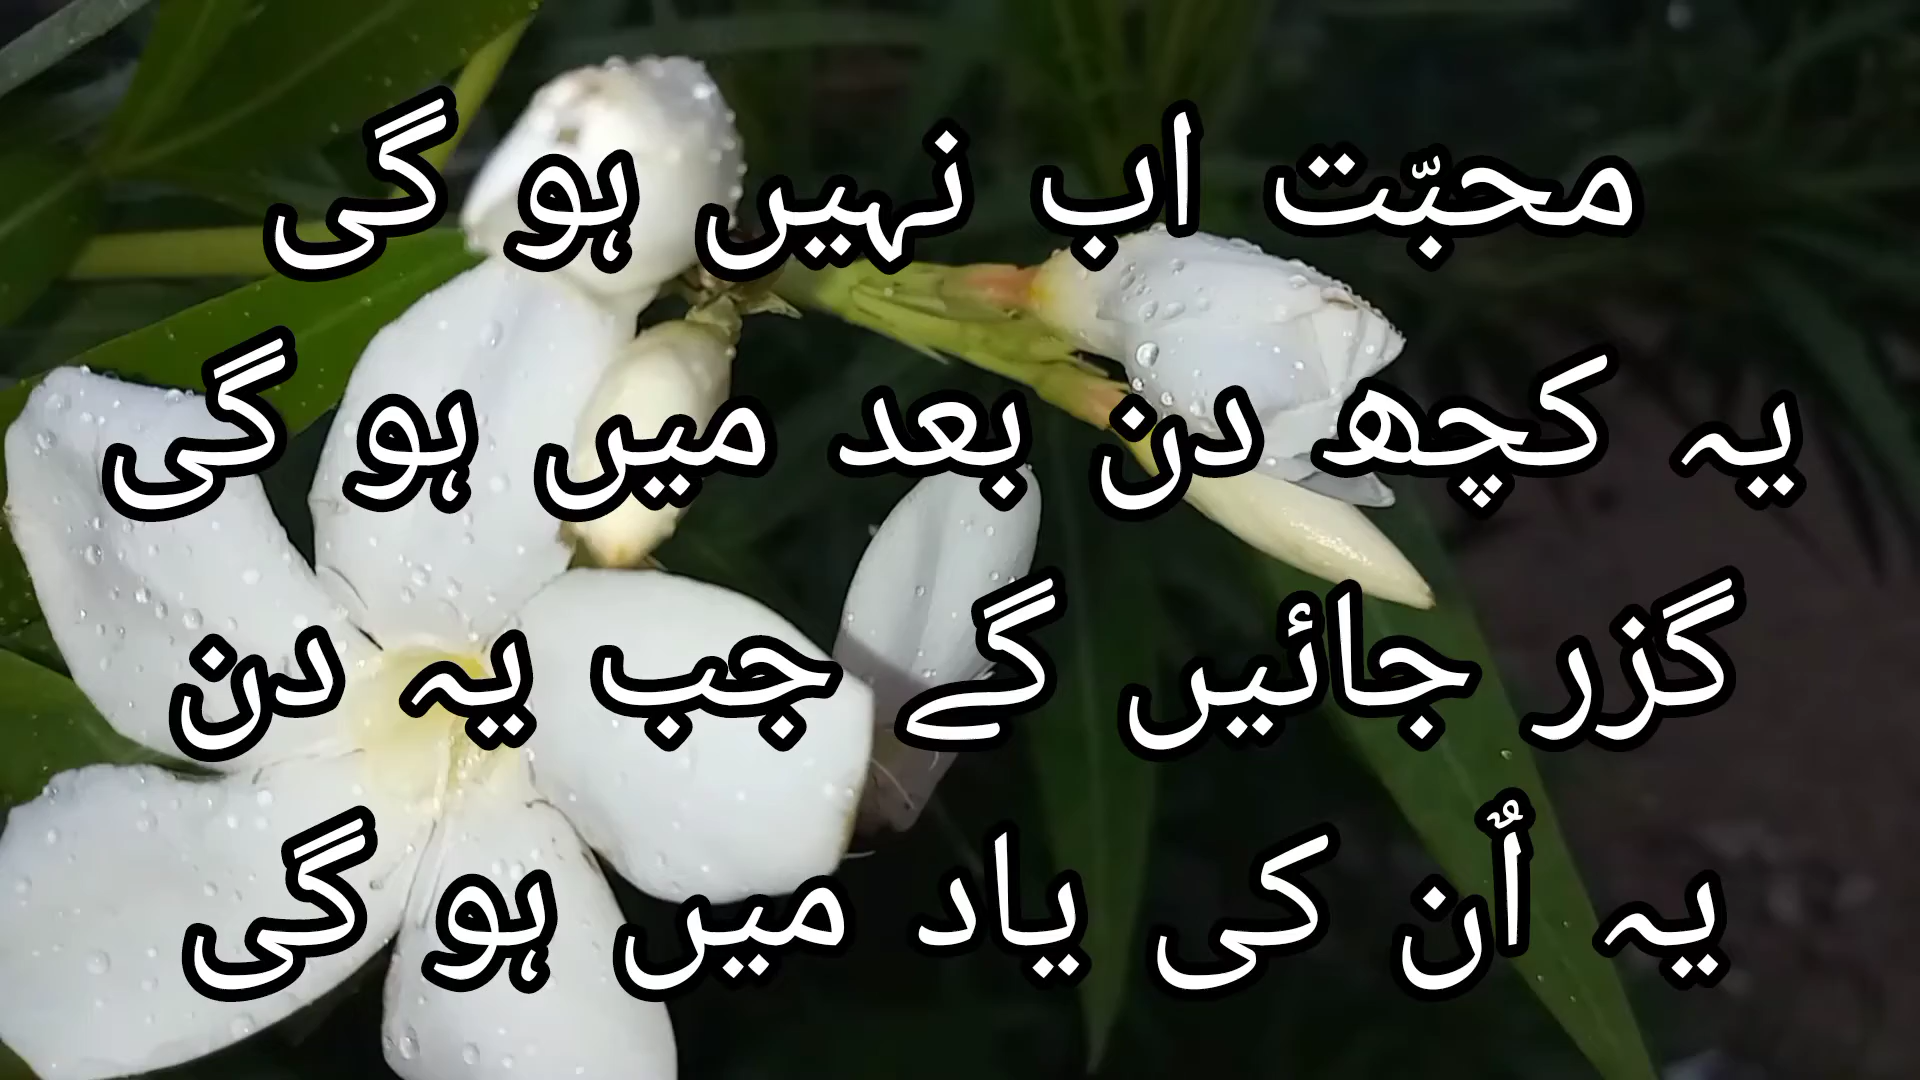 محبّت اب نہیں ہو گی
یہ کچھ دن بعد میں ہو گی
گزر جائیں گے جب یہ دن
یہ اٌن کی یاد میں ہو گی